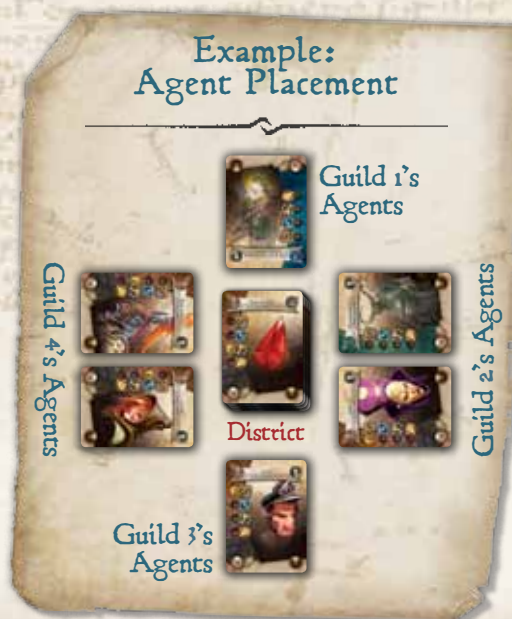 Example:
Agent Placement
Guild 1's
Agents
Guild 4's Agents
Guild 2's Agents
District
Guild 3's
Agents